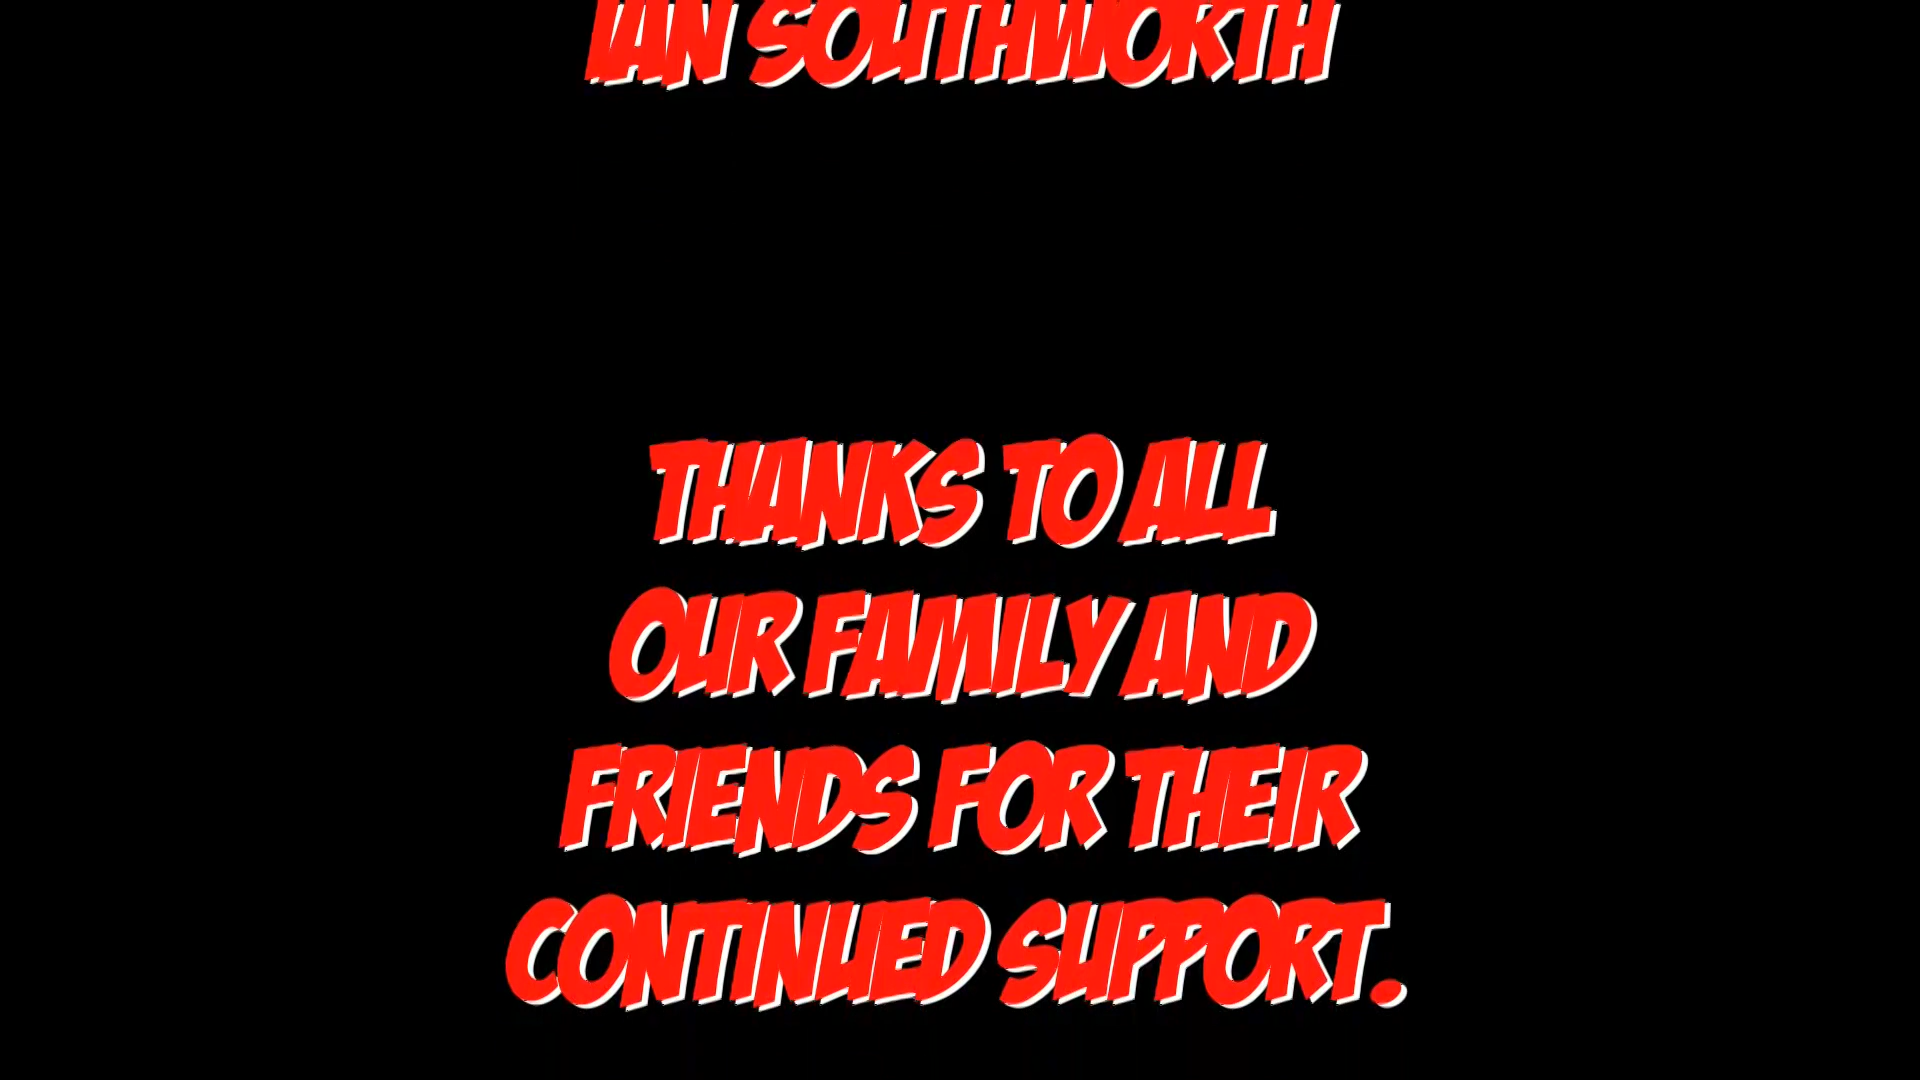 IAN SOUTHWORTH
THANKS TO ALL
OUR FAMILY AND
FRIENDS FOR THEIR
CONTINUED SUPPORT.